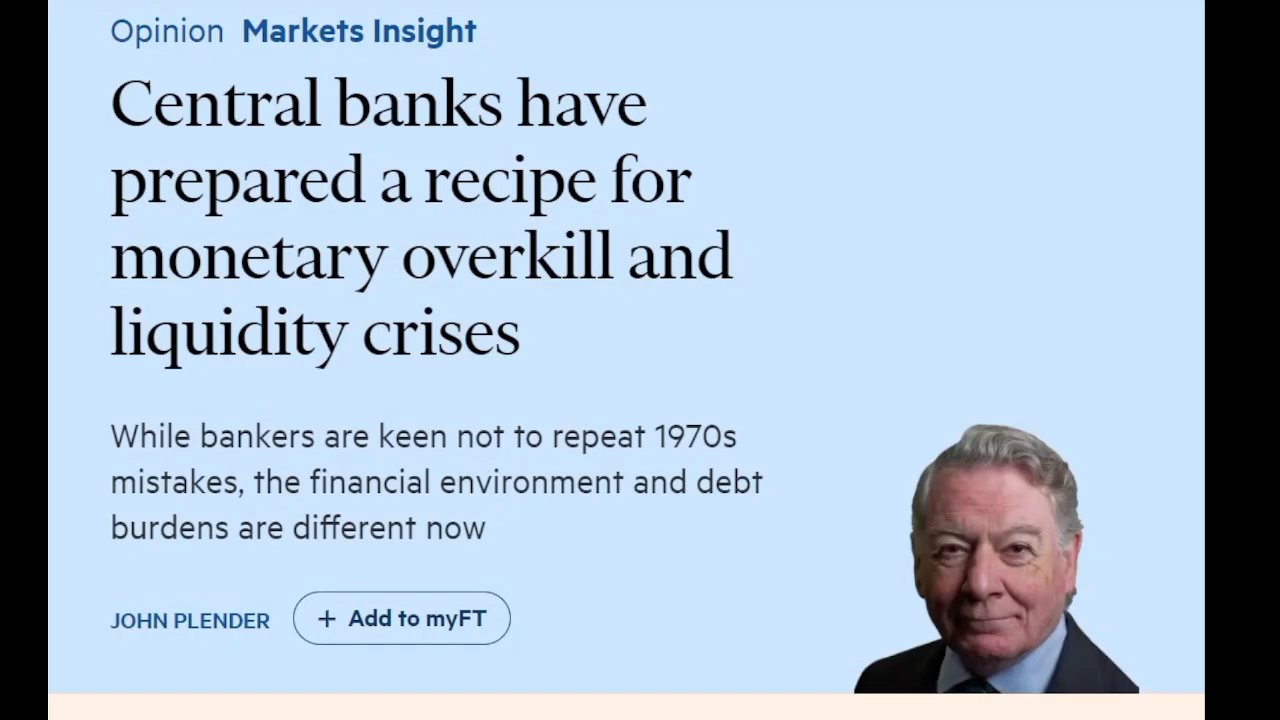 Opinion Markets Insight
Central banks have
prepared a recipe for
monetary overkill and
liquidity crises
While bankers are keen not to repeat 1970s
mistakes, the financial environment and debt
burdens are different now
JOHN PLENDER + Add to myFT